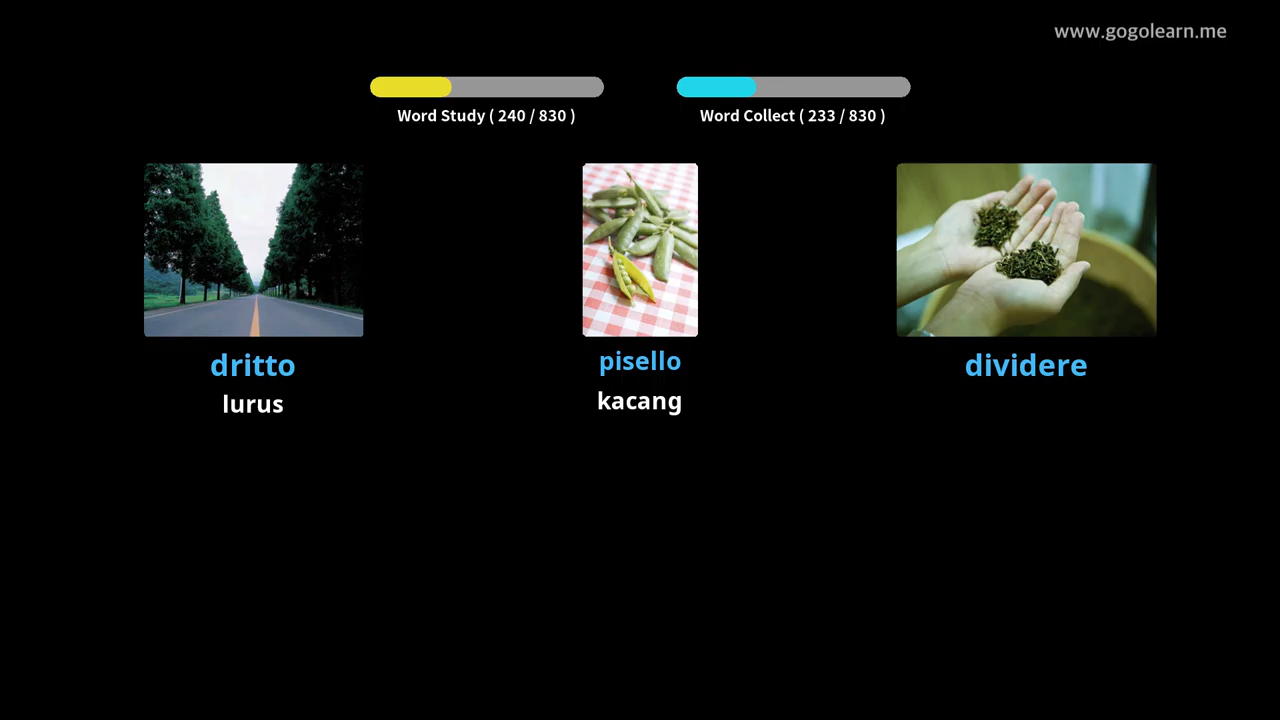 www.gogolearn.me
Word Study ( 240 / 830 )
Word Collect ( 233 / 830 )
dritto
lurus
pisello
kacang
dividere